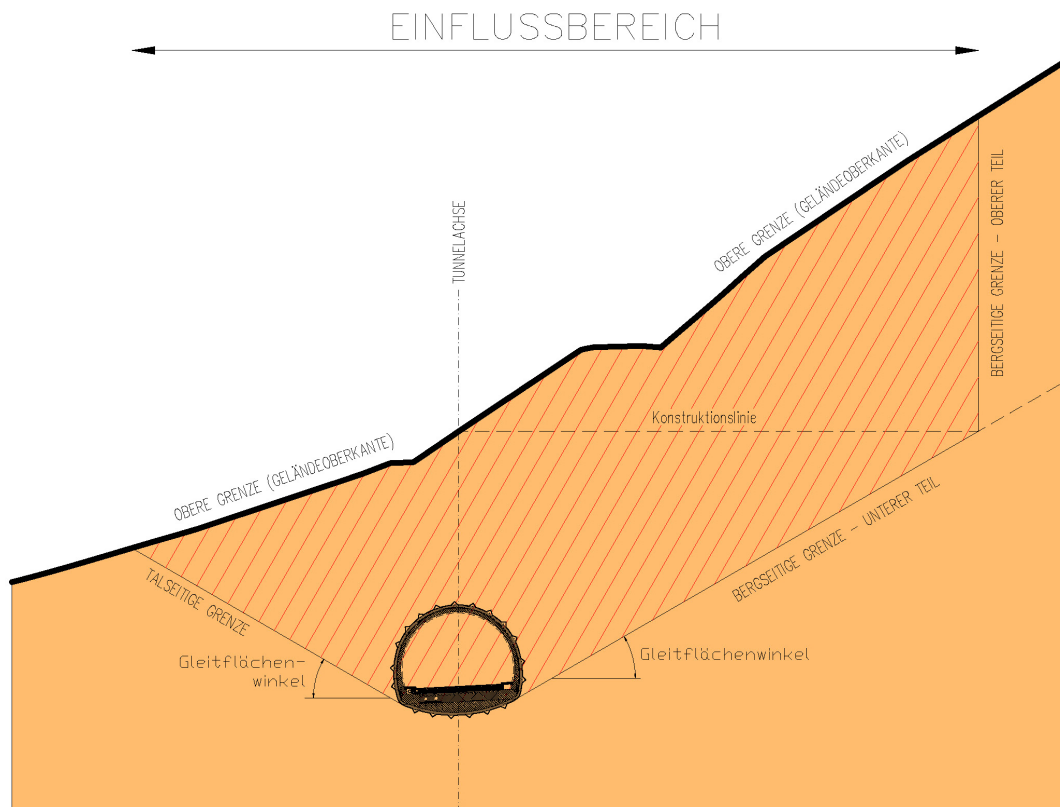 EINFLUSSBEREICH
OBERE GRENZE (GELÄNDEOBERKANTE)
BERGSEITIGE GRENZE - OBERER TEIL
TUNNELACHSE
Konstruktionslinie
OBERE GRENZE (GELÄNDEOBERKANTE)
BERGSEITIGE GRENZE - UNTERER TEIL
TALSEITIGE GRENZE
Gleitflächen-
winkel
Gleitflächenwinkel